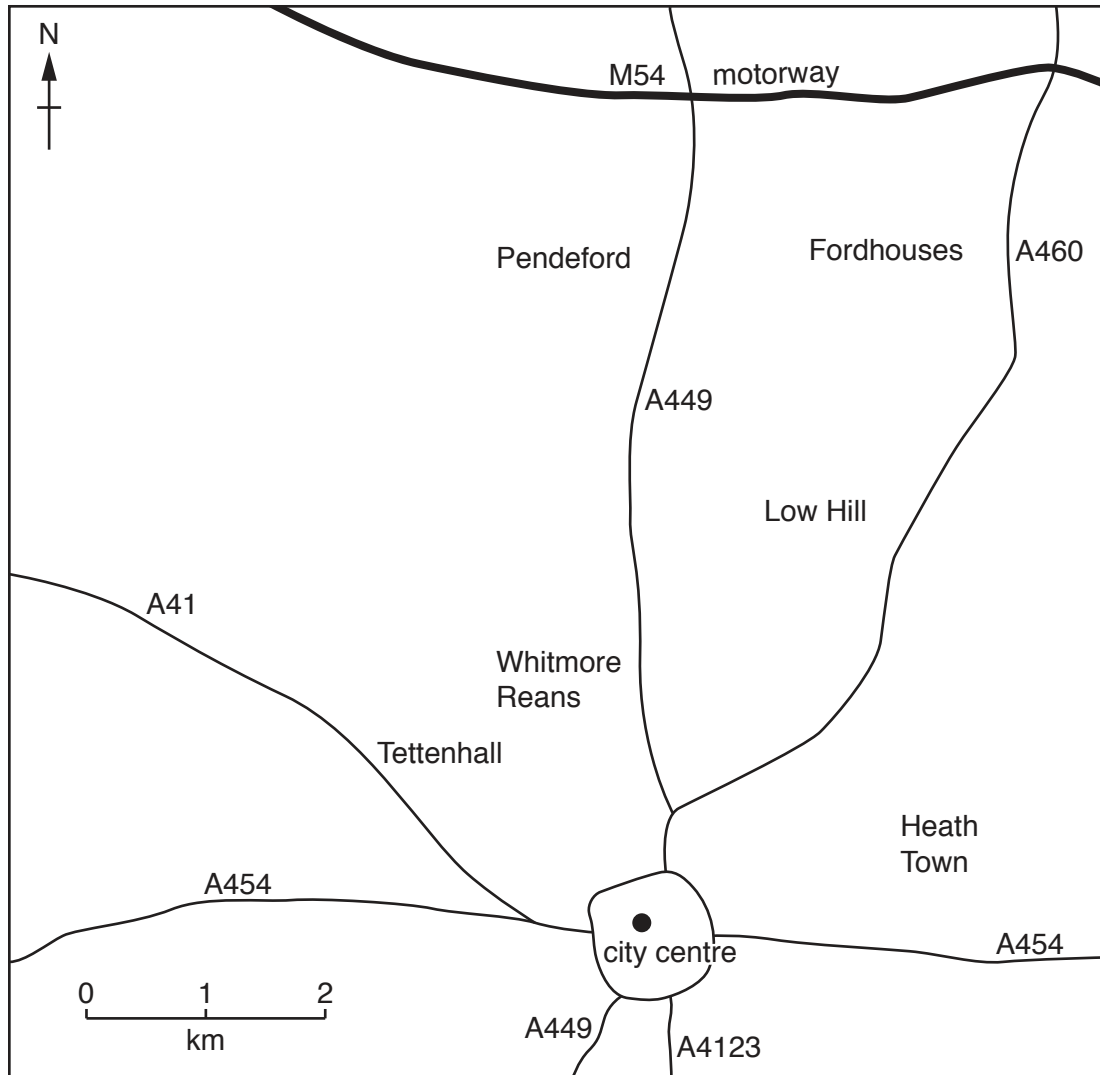 N
M54 motorway
Pendeford
Fordhouses
A460
A449
Low Hill
A41
Whitmore
Reans
Tettenhall
Heath
Town
A454
city centre
A454
0 1 2
km
A449
A4123